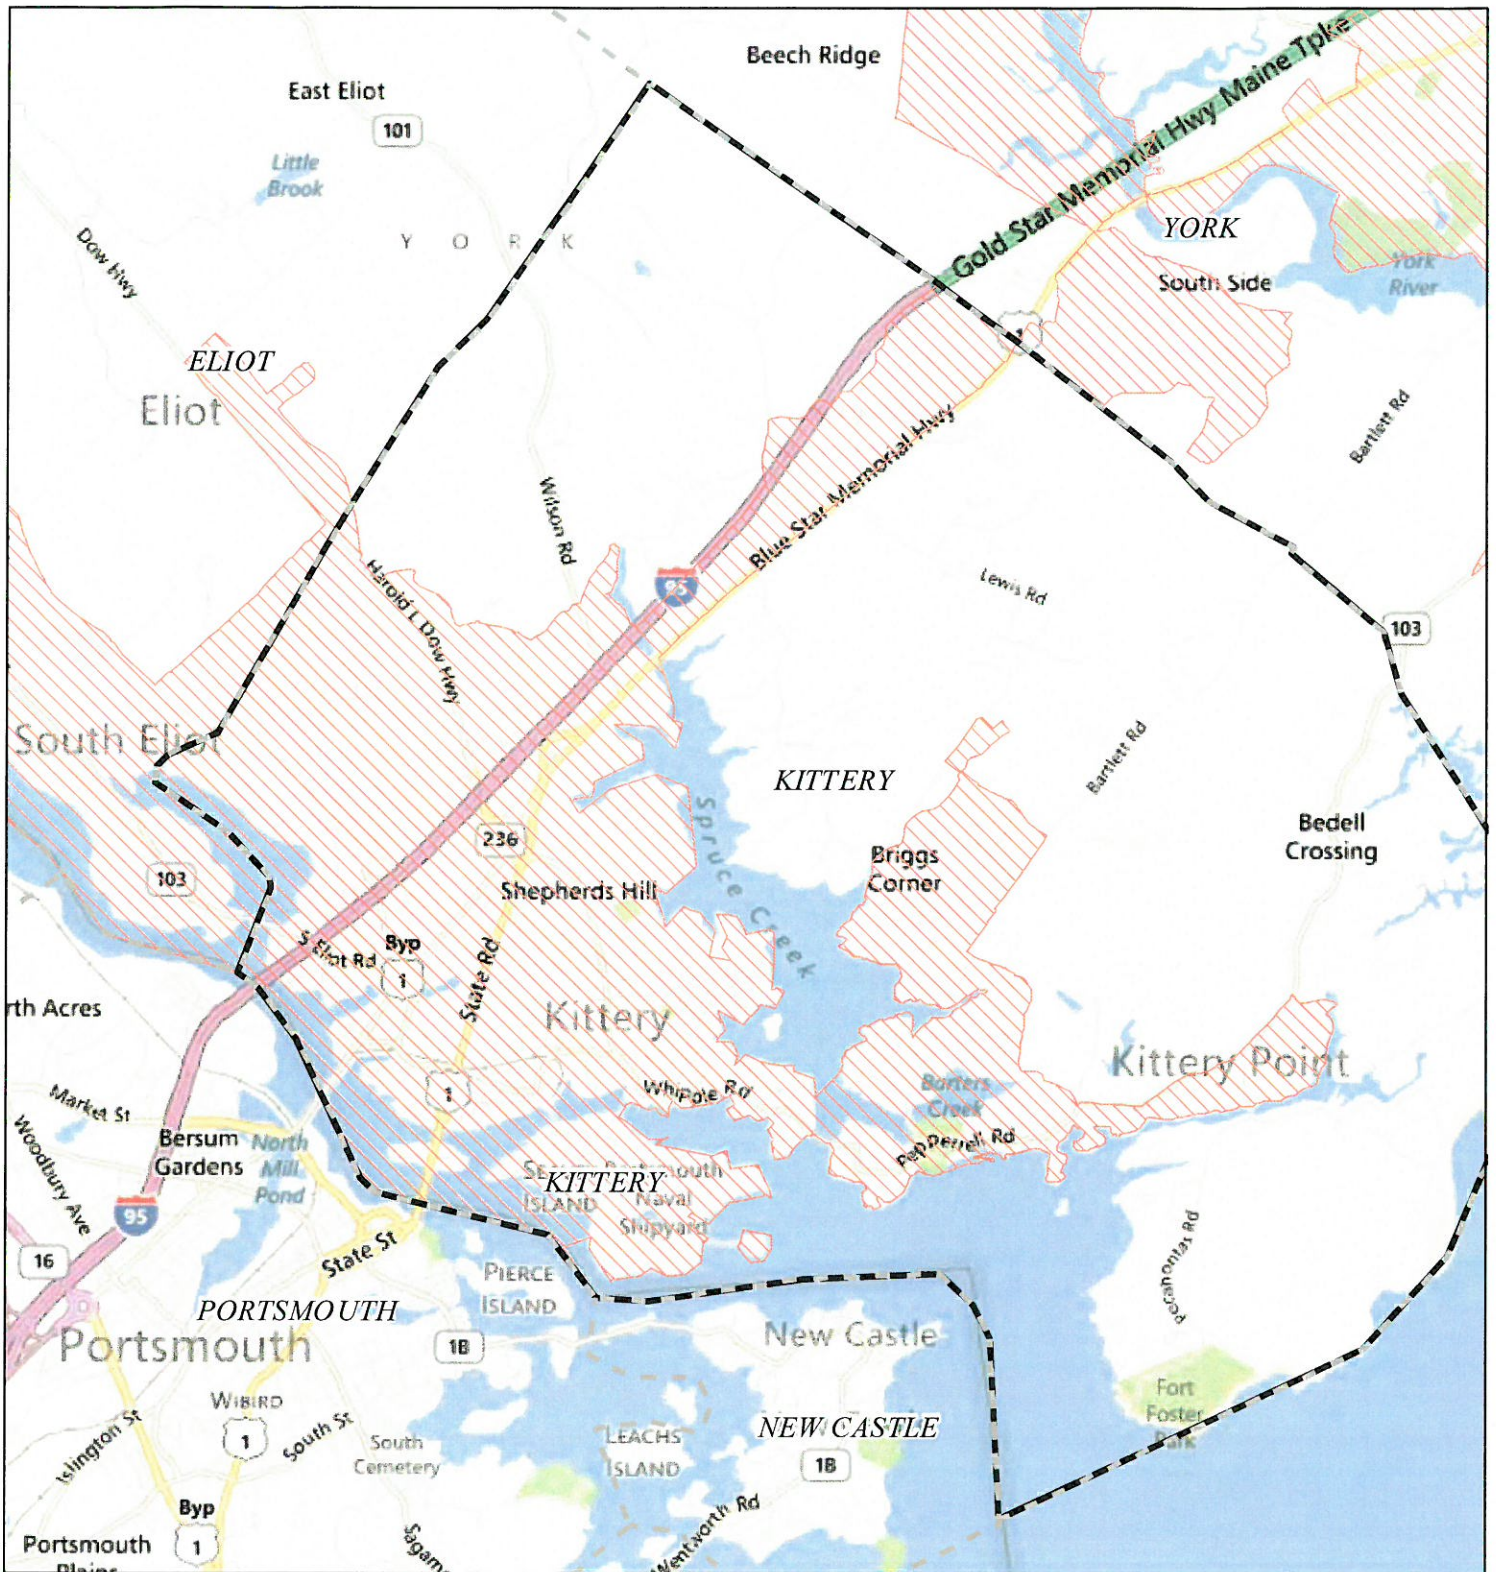 Beech Ridge
Gold Star Memorial Hwy Maine Tpke
East Eliot
101
Little
Brook
Dow Hwy
Y O R K
YORK
South Side
York
River
1
ELIOT
Eliot
Bartlett Rd
Blue Star Memorial Hwy
Wilson Rd
Harold L Dow Hwy
95
Lewis Rd
103
South Eliot
KITTERY
Bartlett Rd
Spruce Creek
236
103
Briggs
Corner
Bedell
Crossing
Shepherds Hill
S Eliot Rd
Byp
1
State Rd
rth Acres
Kittery
Kittery Point
Whipple Rd
1
Barters
Creek
Market St
Woodbury Ave
Bersum
Gardens
North
Mill
Pond
Pepperrell Rd
KITTERY
ISLAND
Naval
Shipyard
95
16
State St
PIERCE
ISLAND
Pocahontas Rd
PORTSMOUTH
Portsmouth
1B
New Castle
WIBIRD
1
South St
Islington St
South
Cemetery
LEACHS
ISLAND
NEW CASTLE
1B
Fort
Foster
Park
Byp
1
Wentworth Rd
Sagam
Portsmouth
Plains